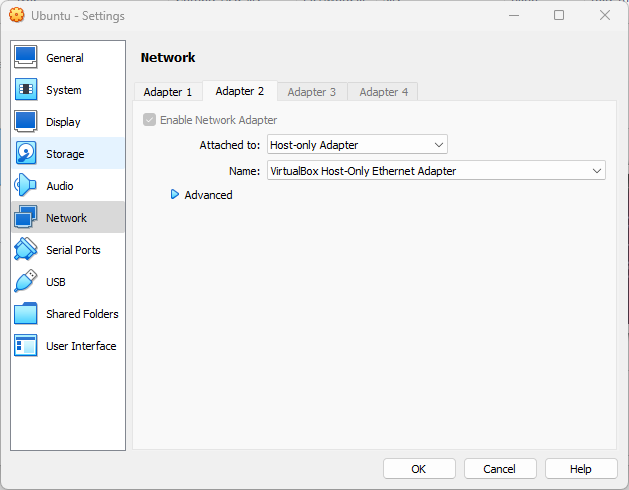 Ubuntu - Settings
General
System
Display
Storage
Audio
Network
Serial Ports
USB
Shared Folders
User Interface
Network
Adapter 1 Adapter 2 Adapter 3 Adapter 4
Enable Network Adapter
Attached to: Host-only Adapter
Name: VirtualBox Host-Only Ethernet Adapter
Advanced
OK Cancel Help